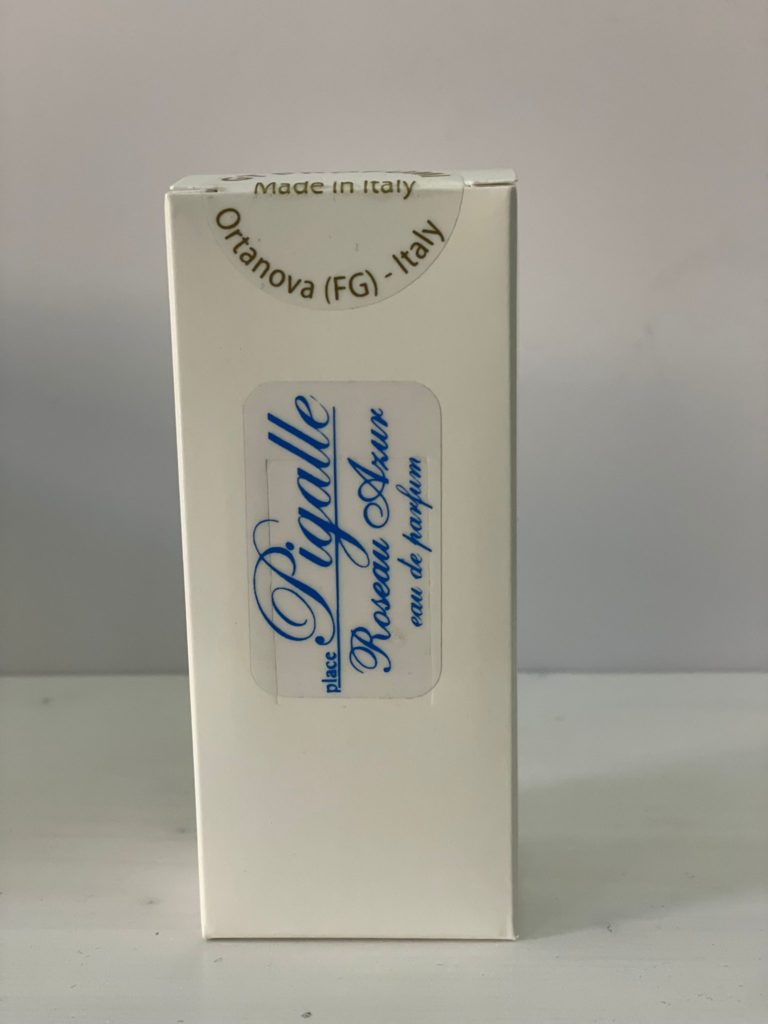 Made in Italy
Ortanova (FG) - Italy
place Pigalle
Roseau Azur
eau de parfum